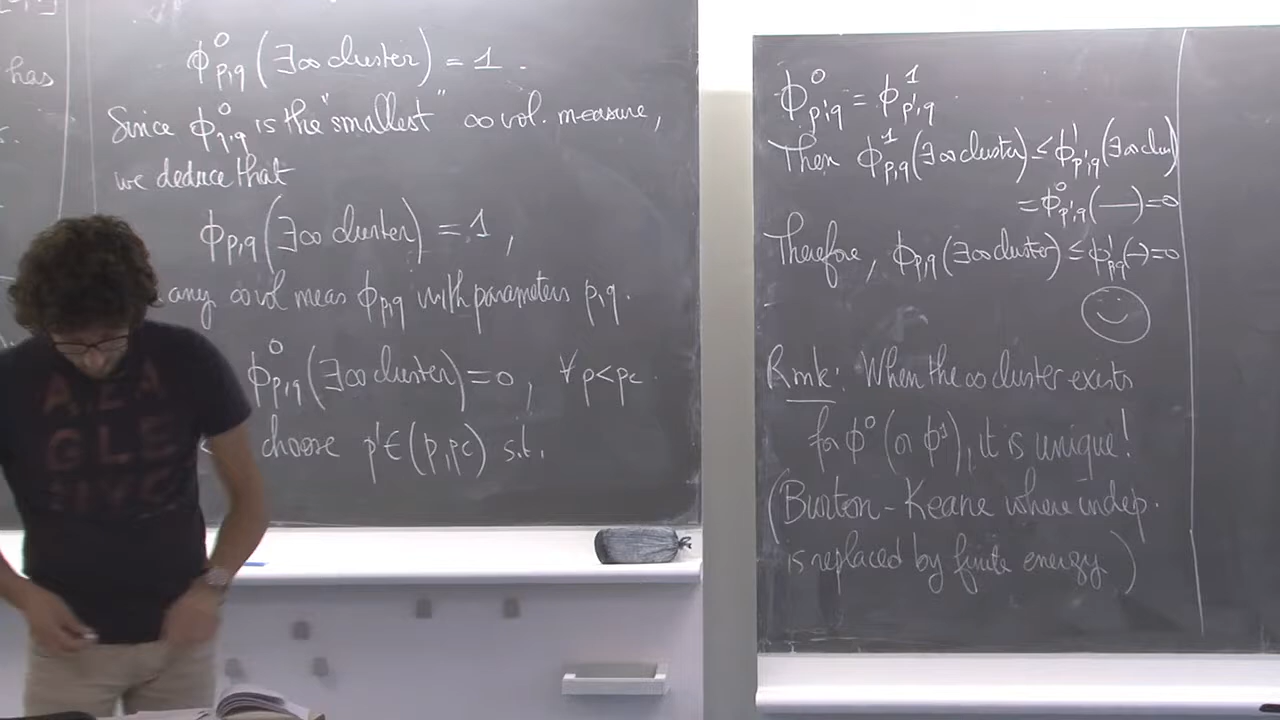 has
ϕ⁰_{p,q}(∃∞ cluster) = 1.
Since ϕ⁰_{p,q} is the "smallest" ∞ vol. measure,
we deduce that
ϕ_{p,q}(∃∞ cluster) = 1,
any ∞ vol meas ϕ_{p,q} with parameters p,q.
ϕ⁰_{p,q}(∃∞ cluster) = 0, ∀ p<pc.
choose p'∈(p,pc) s.t.
ϕ⁰_{p',q} = ϕ¹_{p',q}
Then ϕ¹_{p,q}(∃∞ cluster) ≤ ϕ¹_{p',q}(∃∞ clus)
= ϕ⁰_{p',q}(—) = 0
Therefore, ϕ_{p,q}(∃∞ cluster) ≤ ϕ¹_{p,q}(—) = 0
Rmk: When the ∞ cluster exists
for ϕ⁰ (or ϕ¹), it is unique!
(Burton-Keane where indep.
is replaced by finite energy.)
A L A
G L E
N Y C